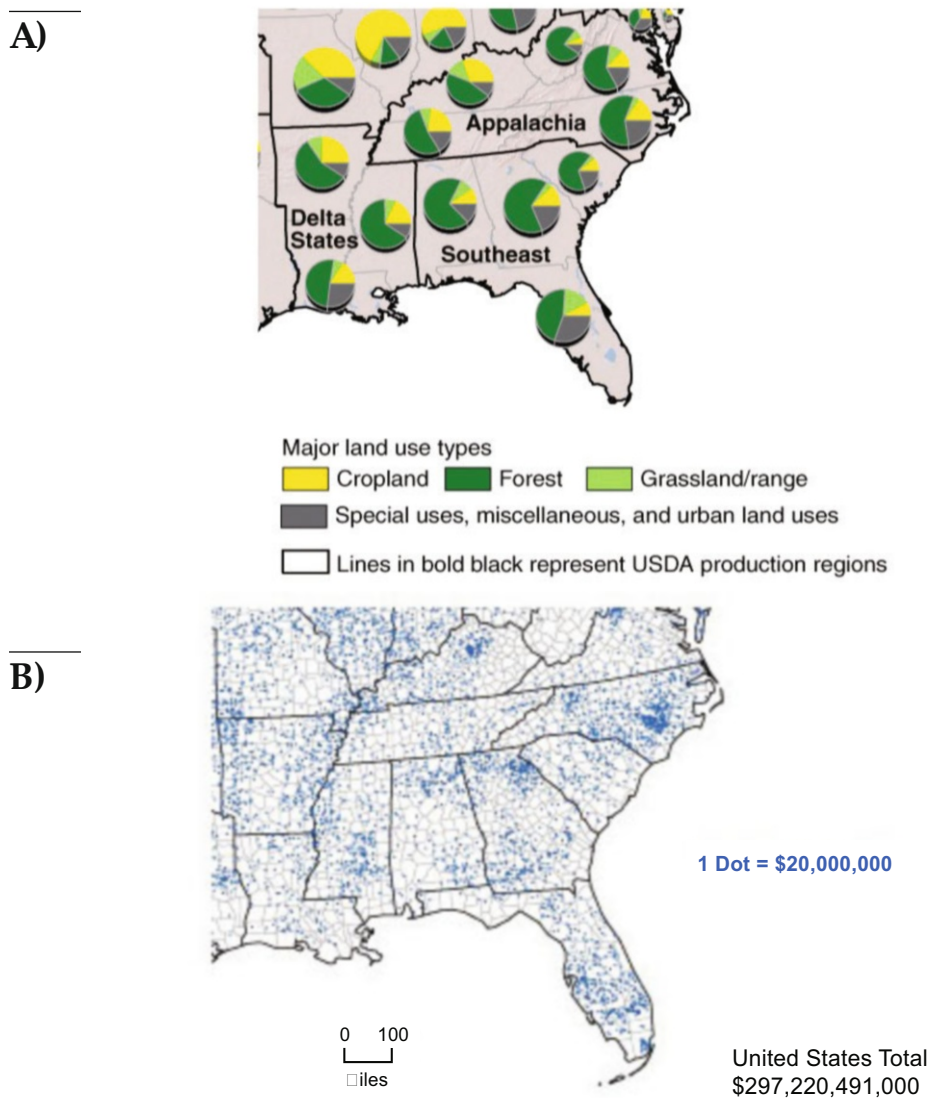 A)
Appalachia
Delta
States
Southeast
Major land use types
Cropland
Forest
Grassland/range
Special uses, miscellaneous, and urban land uses
Lines in bold black represent USDA production regions
B)
1 Dot = $20,000,000
0 100
□iles
United States Total
$297,220,491,000